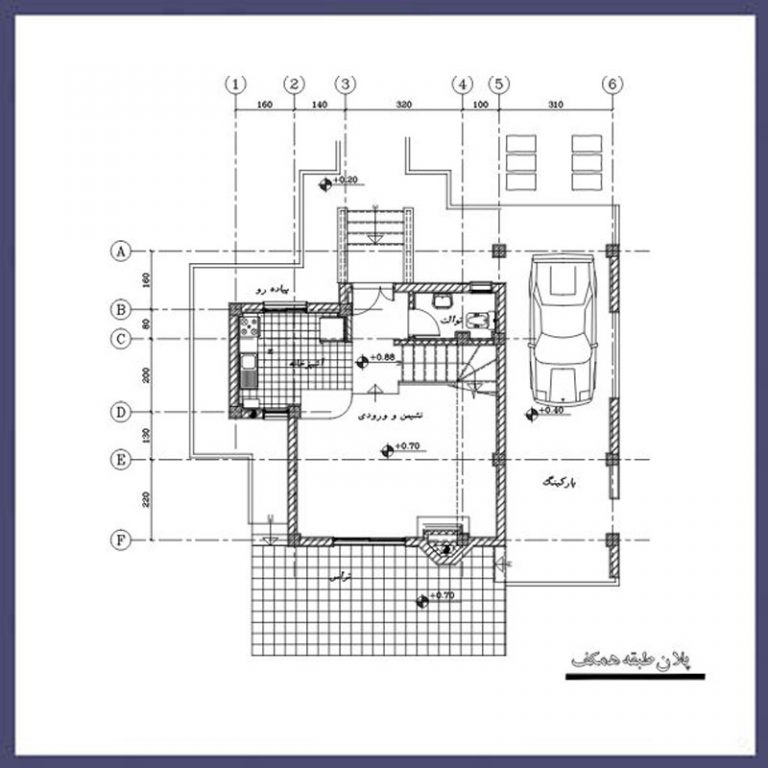 1 2 3 4 5 6
160 140 320 100 310
+0.20
A
160
پیاده رو
B
توالت
80
C
آشپزخانه
+0.88
200
+0.40
D
نشیمن و ورودی
130
+0.70
E
پارکینگ
220
F
تراس
+0.70
پلان طبقه همکف